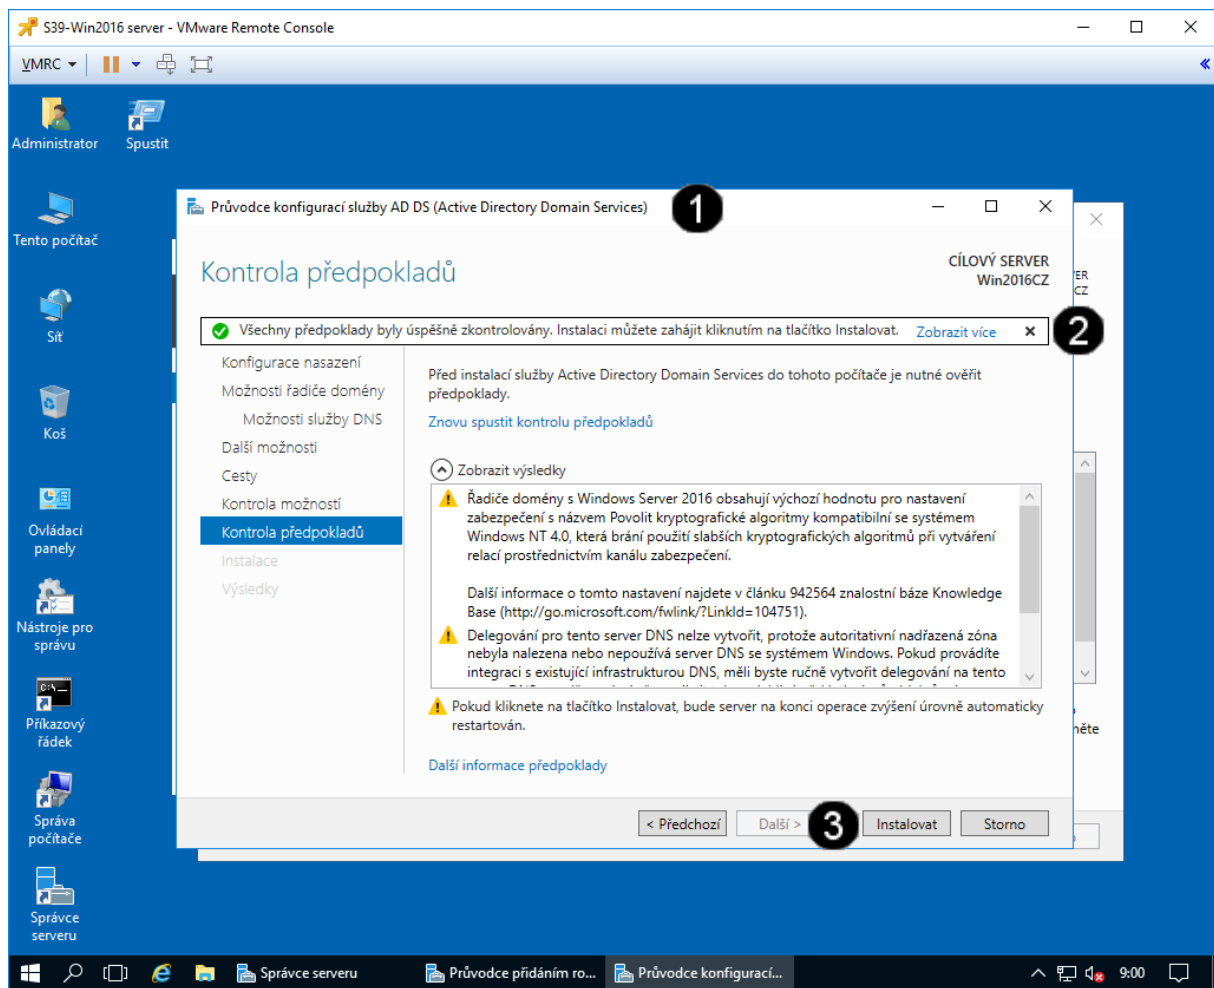 S39-Win2016 server - VMware Remote Console
VMRC
Administrator
Spustit
Tento počítač
Síť
Koš
Ovládací
panely
Nástroje pro
správu
Příkazový
řádek
Správa
počítače
Správce
serveru
Průvodce konfigurací služby AD DS (Active Directory Domain Services)
1
Kontrola předpokladů
CÍLOVÝ SERVER
Win2016CZ
Všechny předpoklady byly úspěšně zkontrolovány. Instalaci můžete zahájit kliknutím na tlačítko Instalovat. Zobrazit více
2
Konfigurace nasazení
Možnosti řadiče domény
Možnosti služby DNS
Další možnosti
Cesty
Kontrola možností
Kontrola předpokladů
Instalace
Výsledky
Před instalací služby Active Directory Domain Services do tohoto počítače je nutné ověřit
předpoklady.
Znovu spustit kontrolu předpokladů
Zobrazit výsledky
Řadiče domény s Windows Server 2016 obsahují výchozí hodnotu pro nastavení
zabezpečení s názvem Povolit kryptografické algoritmy kompatibilní se systémem
Windows NT 4.0, která brání použití slabších kryptografických algoritmů při vytváření
relací prostřednictvím kanálu zabezpečení.
Další informace o tomto nastavení najdete v článku 942564 znalostní báze Knowledge
Base (http://go.microsoft.com/fwlink/?LinkId=104751).
Delegování pro tento server DNS nelze vytvořit, protože autoritativní nadřazená zóna
nebyla nalezena nebo nepoužívá server DNS se systémem Windows. Pokud provádíte
integraci s existující infrastrukturou DNS, měli byste ručně vytvořit delegování na tento
Pokud kliknete na tlačítko Instalovat, bude server na konci operace zvýšení úrovně automaticky
restartován.
Další informace předpoklady
< Předchozí
Další >
3
Instalovat
Storno
ER
CZ
něte
Správce serveru
Průvodce přidáním ro...
Průvodce konfigurací...
9:00